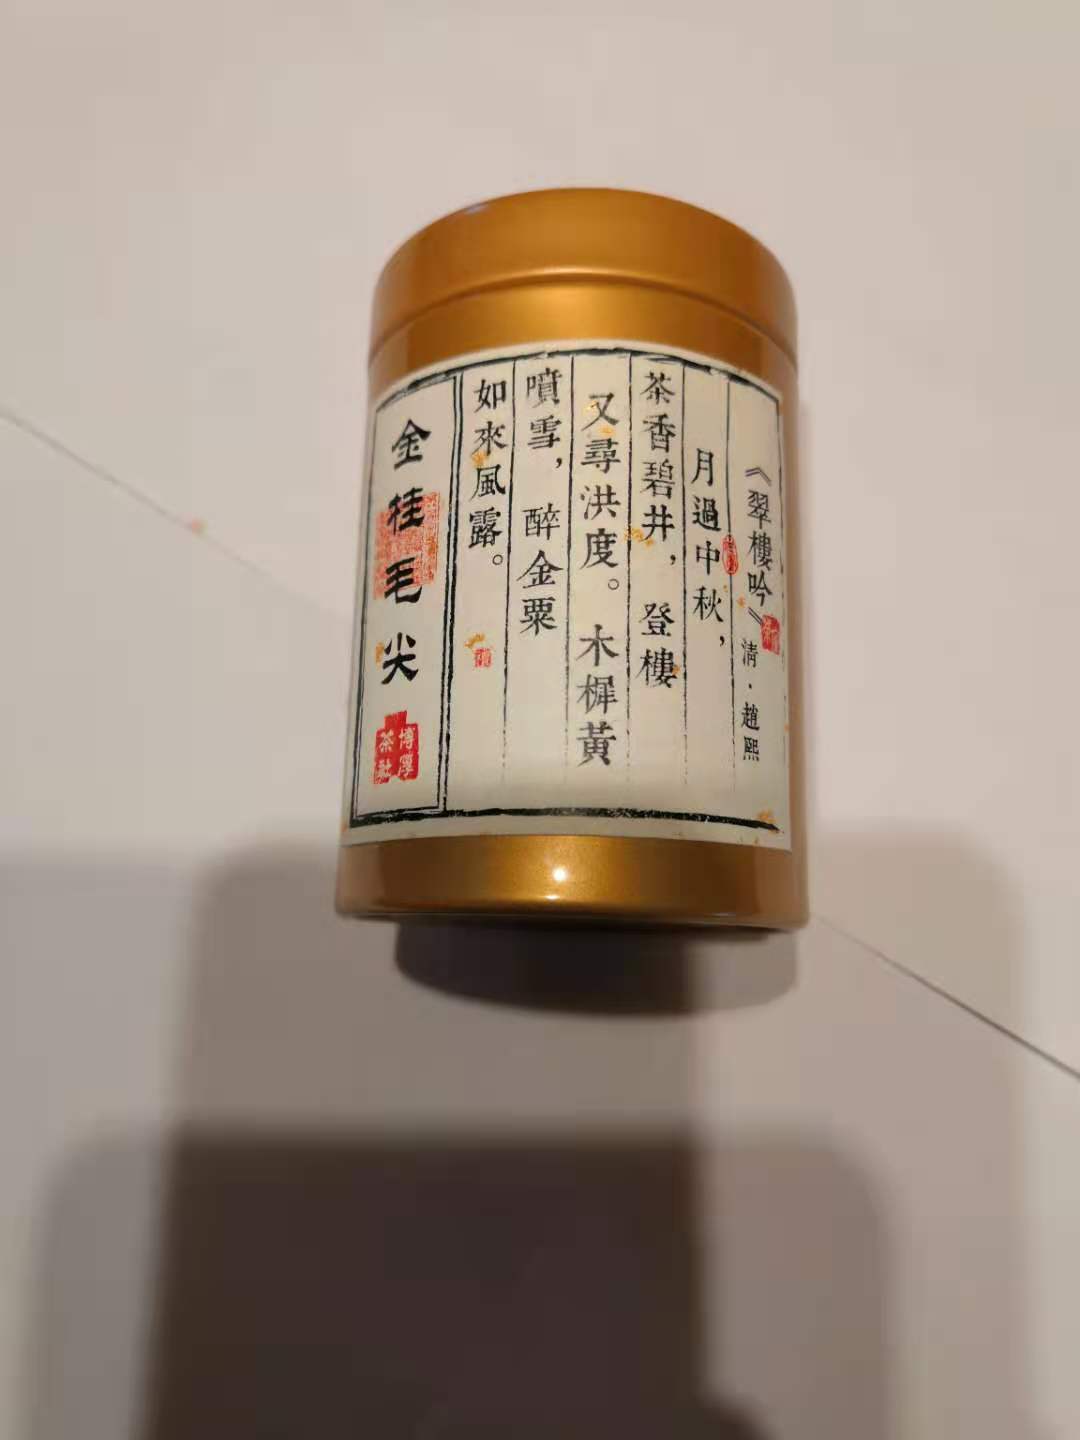 《翠樓吟》清·趙熙
月過中秋，
茶香碧井，登樓
又尋洪度。木樨黃
噴雪，醉金粟
如來風露。
金桂毛尖
博厚
茶社